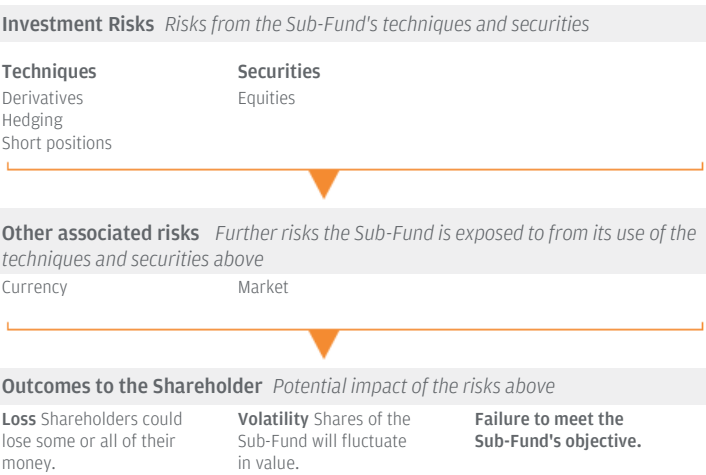 Investment Risks Risks from the Sub-Fund's techniques and securities
Techniques
Derivatives
Hedging
Short positions
Securities
Equities
Other associated risks Further risks the Sub-Fund is exposed to from its use of the
techniques and securities above
Currency
Market
Outcomes to the Shareholder Potential impact of the risks above
Loss Shareholders could
lose some or all of their
money.
Volatility Shares of the
Sub-Fund will fluctuate
in value.
Failure to meet the
Sub-Fund's objective.